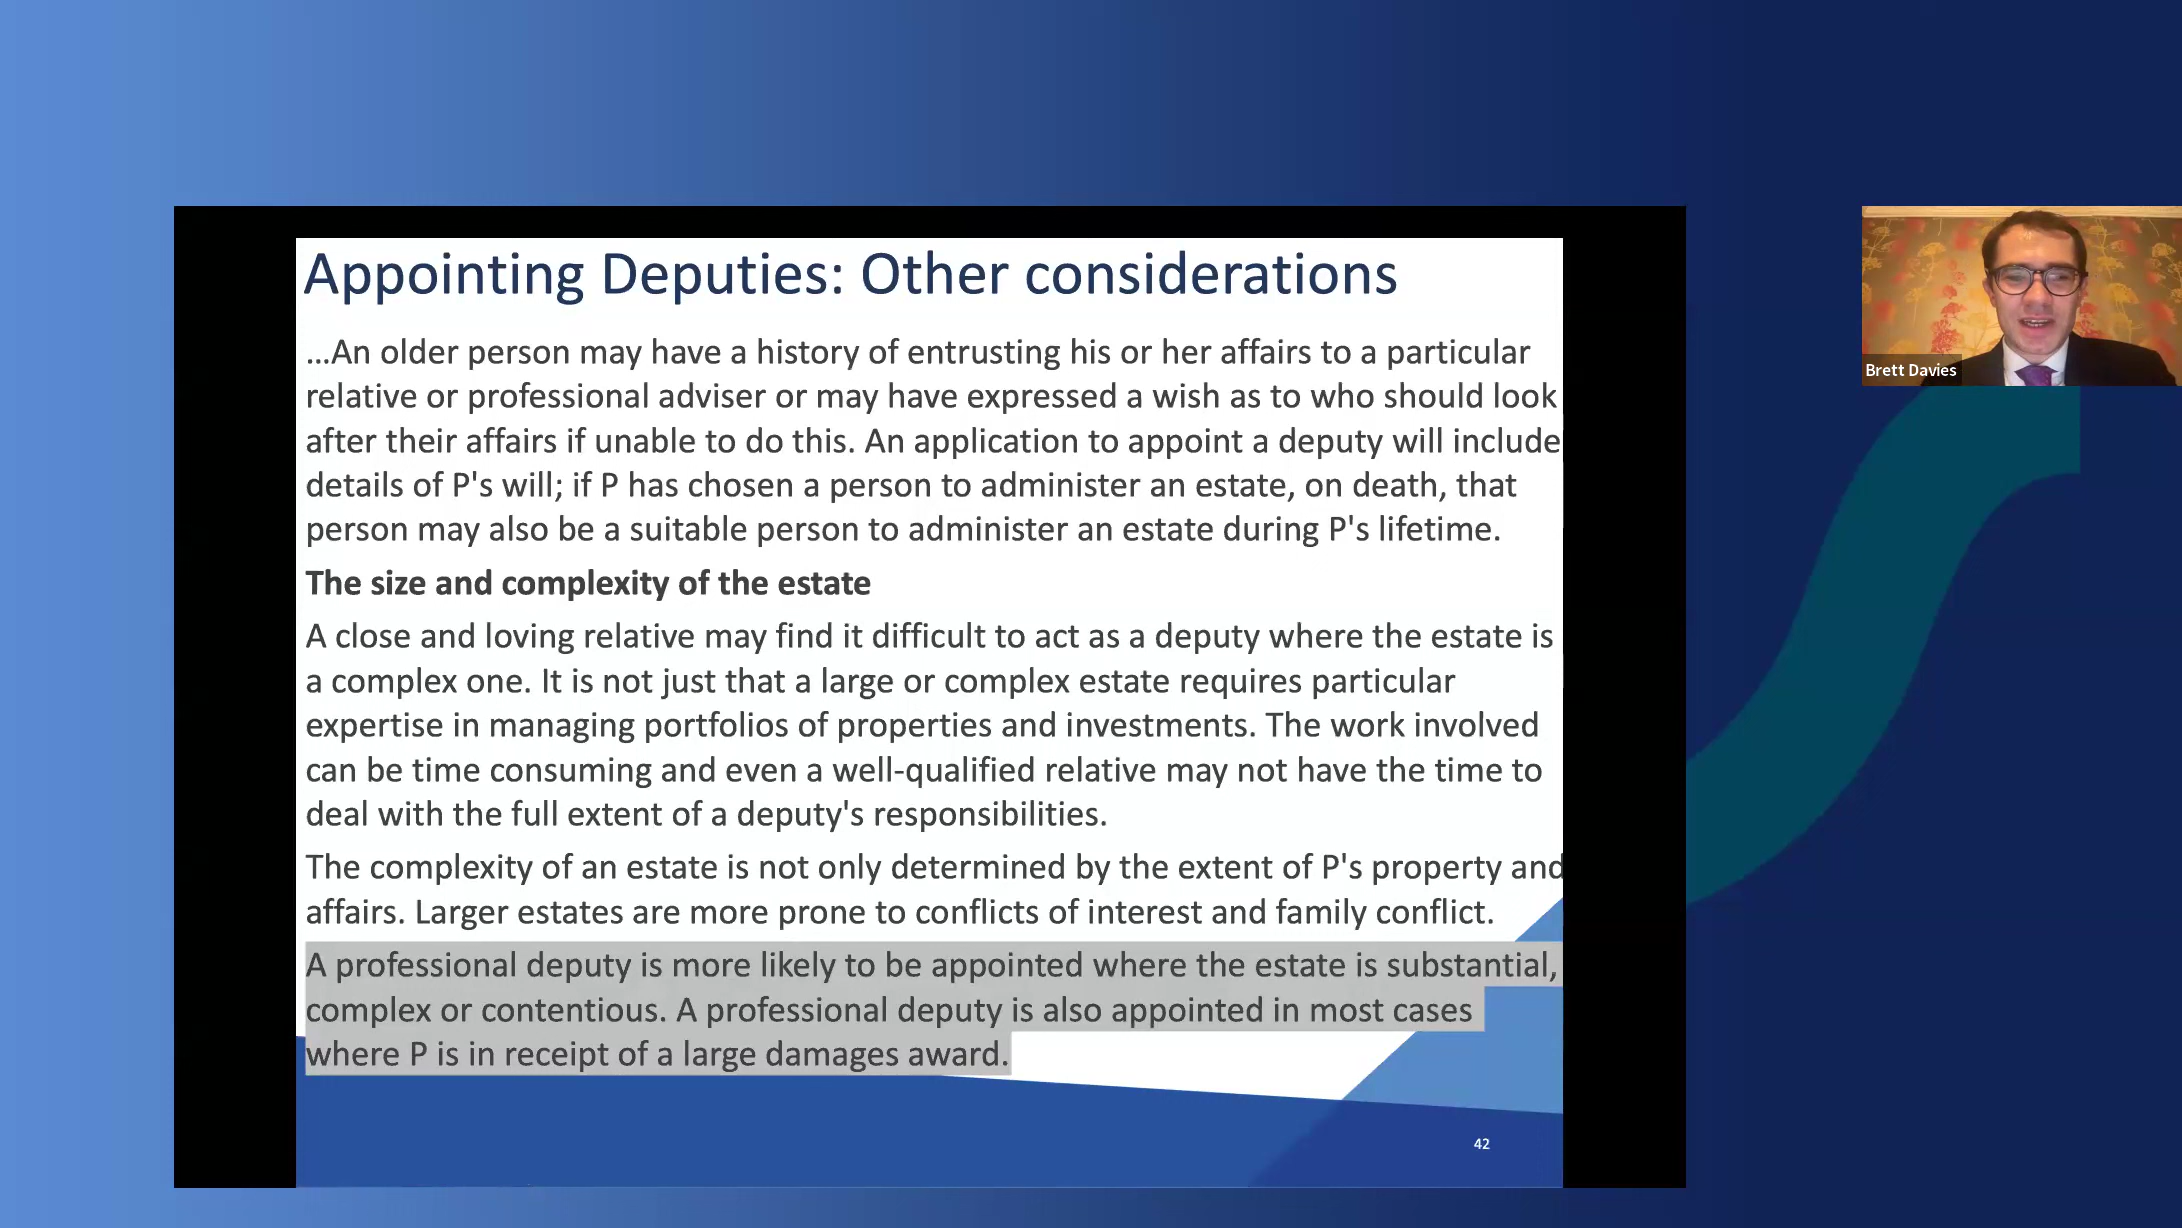 Appointing Deputies: Other considerations
...An older person may have a history of entrusting his or her affairs to a particular
relative or professional adviser or may have expressed a wish as to who should look
after their affairs if unable to do this. An application to appoint a deputy will include
details of P's will; if P has chosen a person to administer an estate, on death, that
person may also be a suitable person to administer an estate during P's lifetime.
The size and complexity of the estate
A close and loving relative may find it difficult to act as a deputy where the estate is
a complex one. It is not just that a large or complex estate requires particular
expertise in managing portfolios of properties and investments. The work involved
can be time consuming and even a well-qualified relative may not have the time to
deal with the full extent of a deputy's responsibilities.
The complexity of an estate is not only determined by the extent of P's property and
affairs. Larger estates are more prone to conflicts of interest and family conflict.
A professional deputy is more likely to be appointed where the estate is substantial,
complex or contentious. A professional deputy is also appointed in most cases
where P is in receipt of a large damages award.
42
Brett Davies